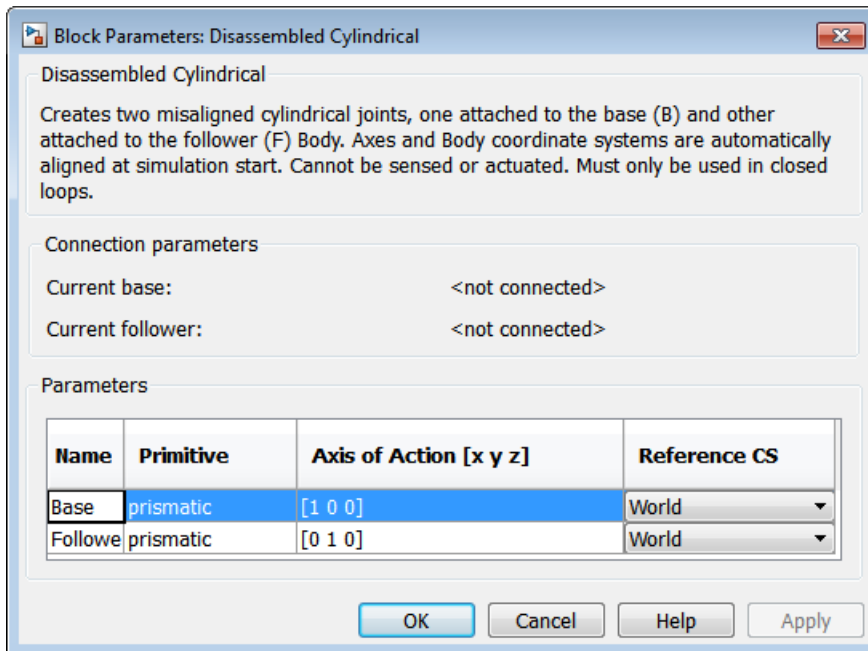 Block Parameters: Disassembled Cylindrical
Disassembled Cylindrical
Creates two misaligned cylindrical joints, one attached to the base (B) and other
attached to the follower (F) Body. Axes and Body coordinate systems are automatically
aligned at simulation start. Cannot be sensed or actuated. Must only be used in closed
loops.
Connection parameters
Current base: <not connected>
Current follower: <not connected>
Parameters
Name Primitive Axis of Action [x y z] Reference CS
Base prismatic [1 0 0] World
Followe prismatic [0 1 0] World
OK Cancel Help Apply